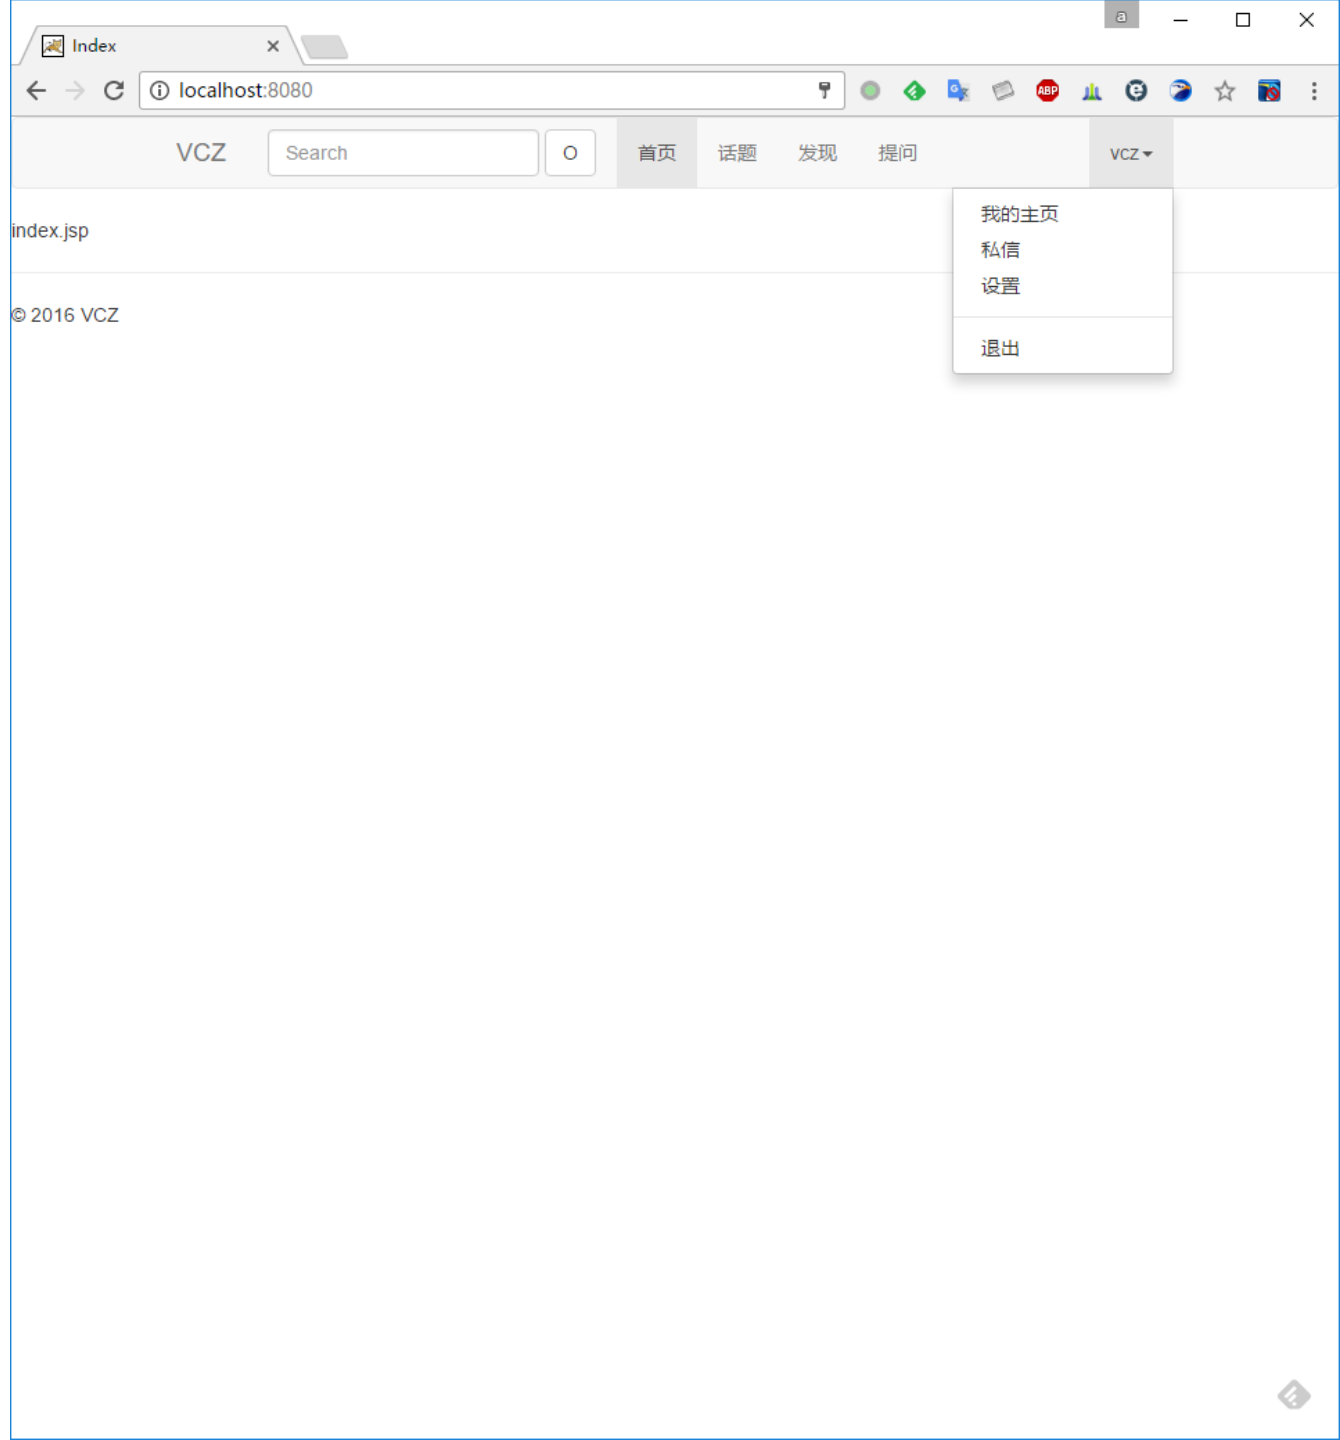 a
Index
localhost:8080
ABP
VCZ
Search
O
首页
话题
发现
提问
vcz
我的主页
私信
设置
退出
index.jsp
© 2016 VCZ